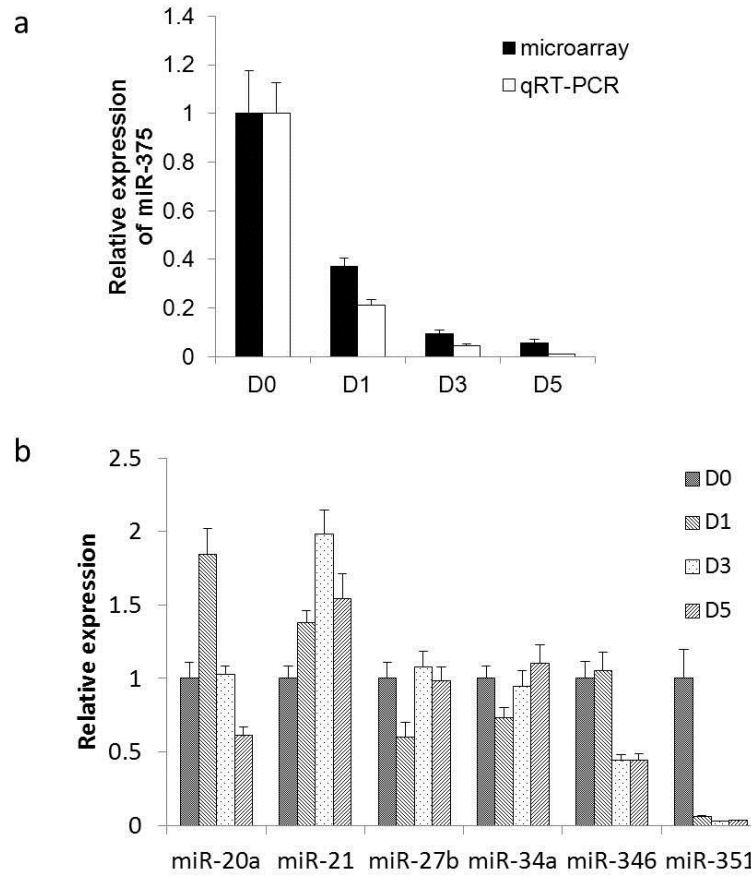 a
Relative expression
of miR-375
1.4
1.2
1
0.8
0.6
0.4
0.2
0
microarray
qRT-PCR
D0 D1 D3 D5
b
Relative expression
2.5
2
1.5
1
0.5
0
D0
D1
D3
D5
miR-20a miR-21 miR-27b miR-34a miR-346 miR-351